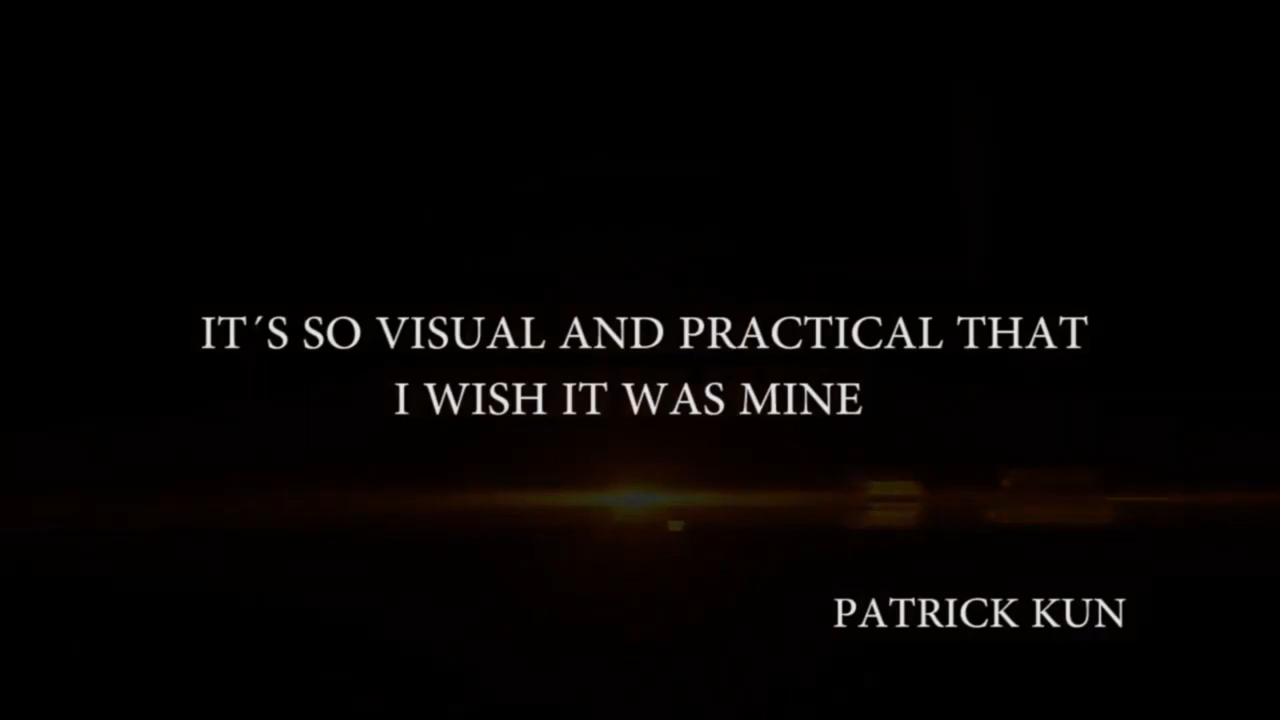 IT´S SO VISUAL AND PRACTICAL THAT
I WISH IT WAS MINE
PATRICK KUN